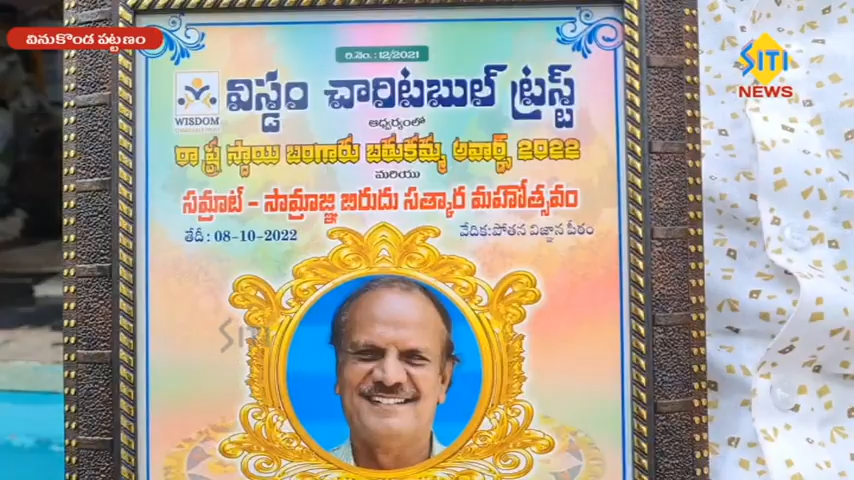 వినుకొండ పట్టణం
SITI
NEWS
రి.నెం.: 12/2021
WISDOM
విస్డం చారిటబుల్ ట్రస్ట్
ఆధ్వర్యంలో
రాష్ట్ర స్థాయి బంగారు బతుకమ్మ అవార్డ్స్ 2022
మరియు
సమ్రాట్ - సామ్రాజ్ఞి బిరుదు సత్కార మహోత్సవం
తేదీ: 08-10-2022
వేదిక:పోతన విజ్ఞాన పీఠం.
SITI